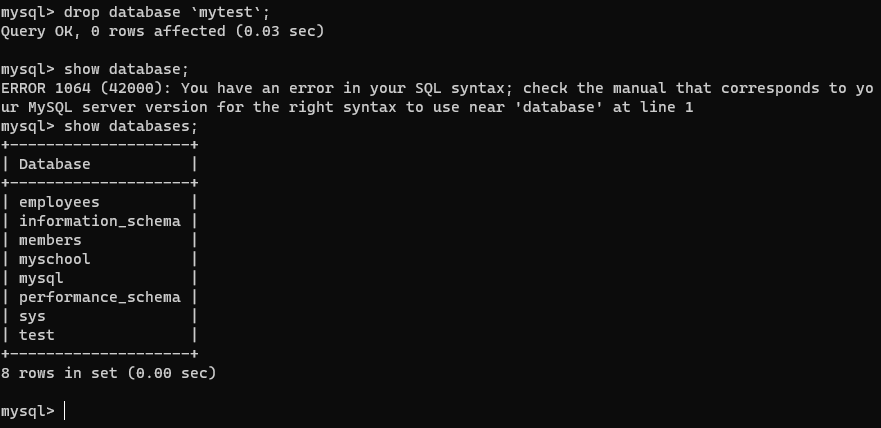 mysql> drop database `mytest`;
Query OK, 0 rows affected (0.03 sec)
mysql> show database;
ERROR 1064 (42000): You have an error in your SQL syntax; check the manual that corresponds to yo
ur MySQL server version for the right syntax to use near 'database' at line 1
mysql> show databases;
+--------------------+
| Database           |
+--------------------+
| employees          |
| information_schema |
| members            |
| myschool           |
| mysql              |
| performance_schema |
| sys                |
| test               |
+--------------------+
8 rows in set (0.00 sec)
mysql>